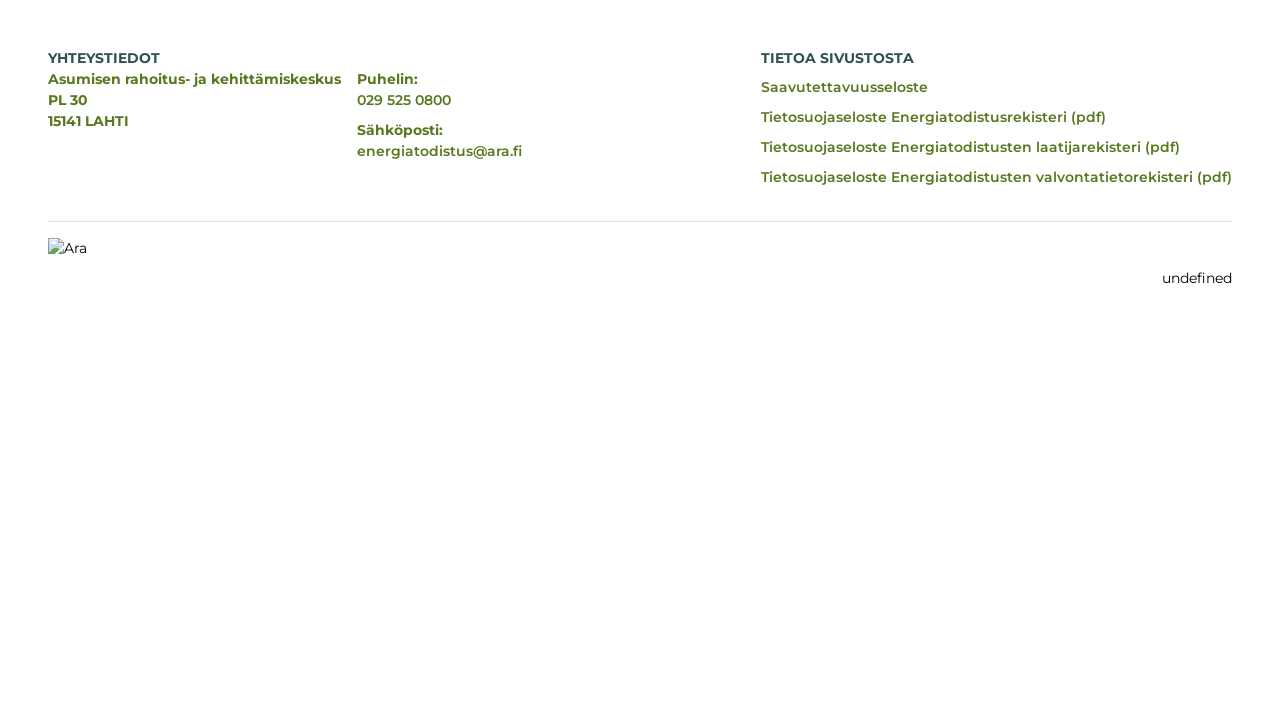 YHTEYSTIEDOT
Asumisen rahoitus- ja kehittämiskeskus
PL 30
15141 LAHTI
Puhelin:
029 525 0800
Sähköposti:
energiatodistus@ara.fi
TIETOA SIVUSTOSTA
Saavutettavuusseloste
Tietosuojaseloste Energiatodistusrekisteri (pdf)
Tietosuojaseloste Energiatodistusten laatijarekisteri (pdf)
Tietosuojaseloste Energiatodistusten valvontatietorekisteri (pdf)
Ara
undefined